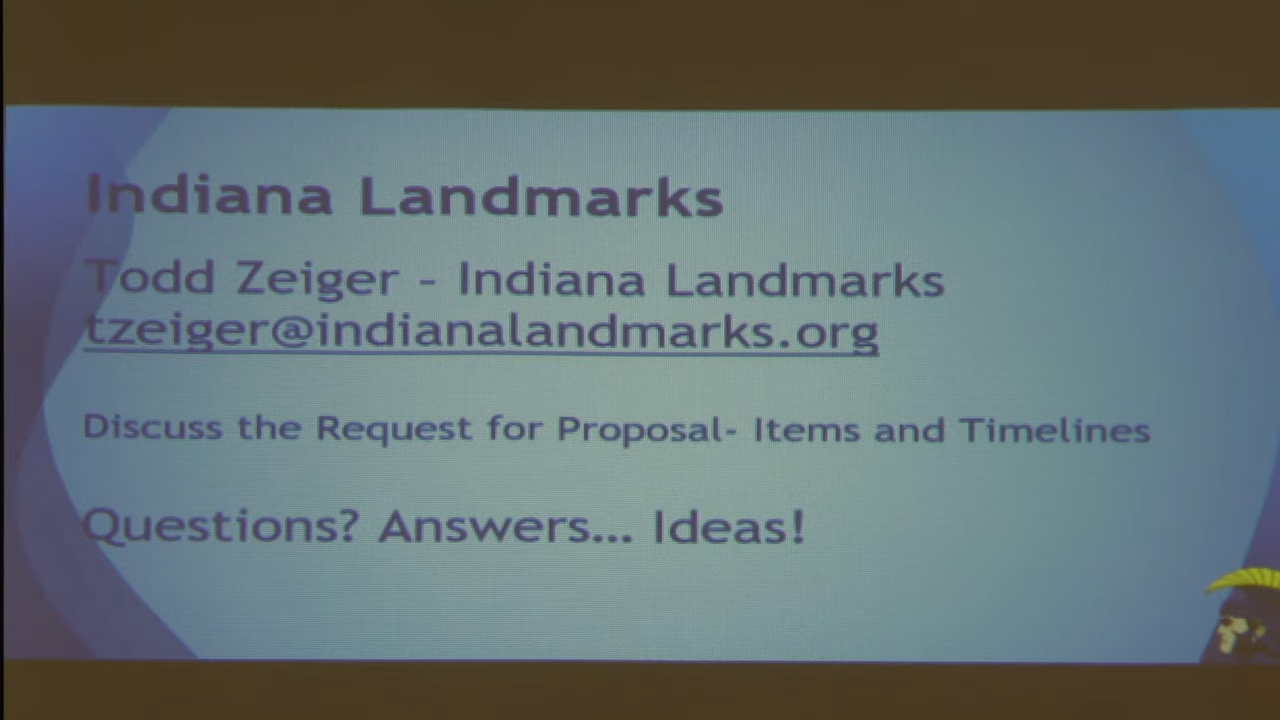 Indiana Landmarks
Todd Zeiger - Indiana Landmarks
tzeiger@indianalandmarks.org
Discuss the Request for Proposal- Items and Timelines
Questions? Answers... Ideas!